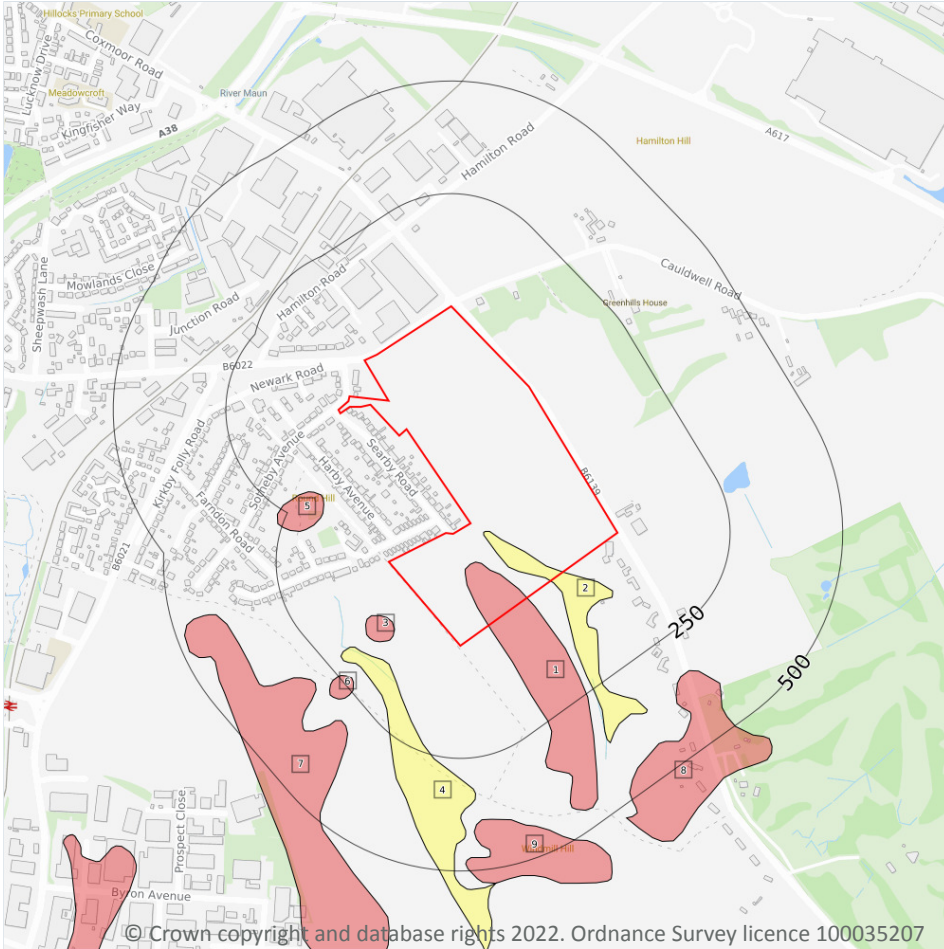 Hillocks Primary School
Coxmoor Road
Lucknow Drive
Meadowcroft
Kingfisher Way
River Maun
A38
Hamilton Road
Hamilton Hill
A617
Sheepwash Lane
Mowlands Close
Junction Road
Hamilton Road
Cauldwell Road
Greenhills House
B6022
Newark Road
Kirkby Folly Road
Sotheby Avenue
Searby Road
Harby Avenue
Farndon Road
B6139
B6021
Hill
5
2
3
250
1
6
500
7
8
4
9
Windmill Hill
Prospect Close
Byron Avenue
© Crown copyright and database rights 2022. Ordnance Survey licence 100035207